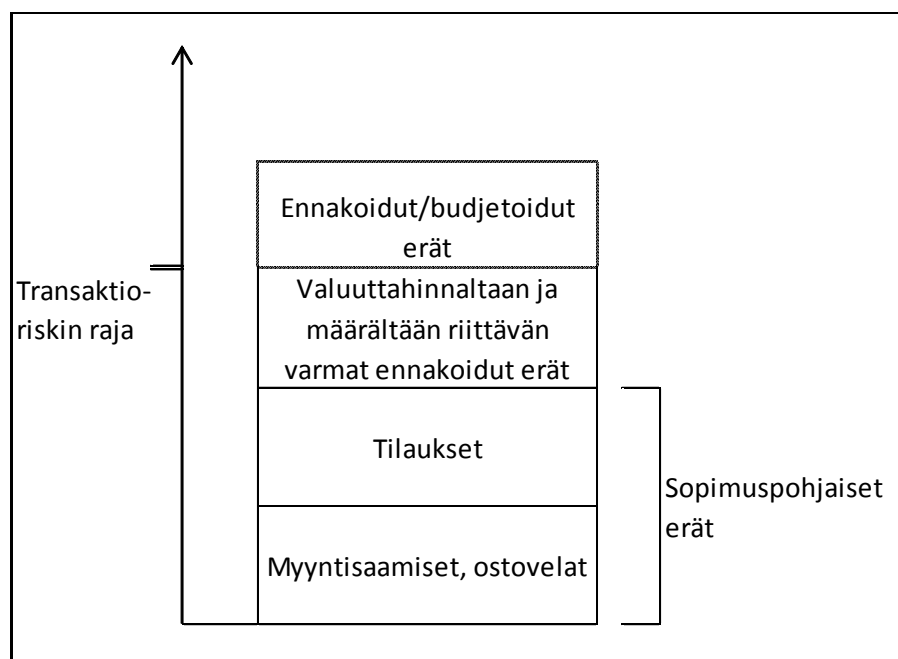 Ennakoidut/budjetoidut
erät
Transaktio-
riskin raja
Valuuttahinnaltaan ja
määrältään riittävän
varmat ennakoidut erät
Tilaukset
Sopimuspohjaiset
erät
Myyntisaamiset, ostovelat